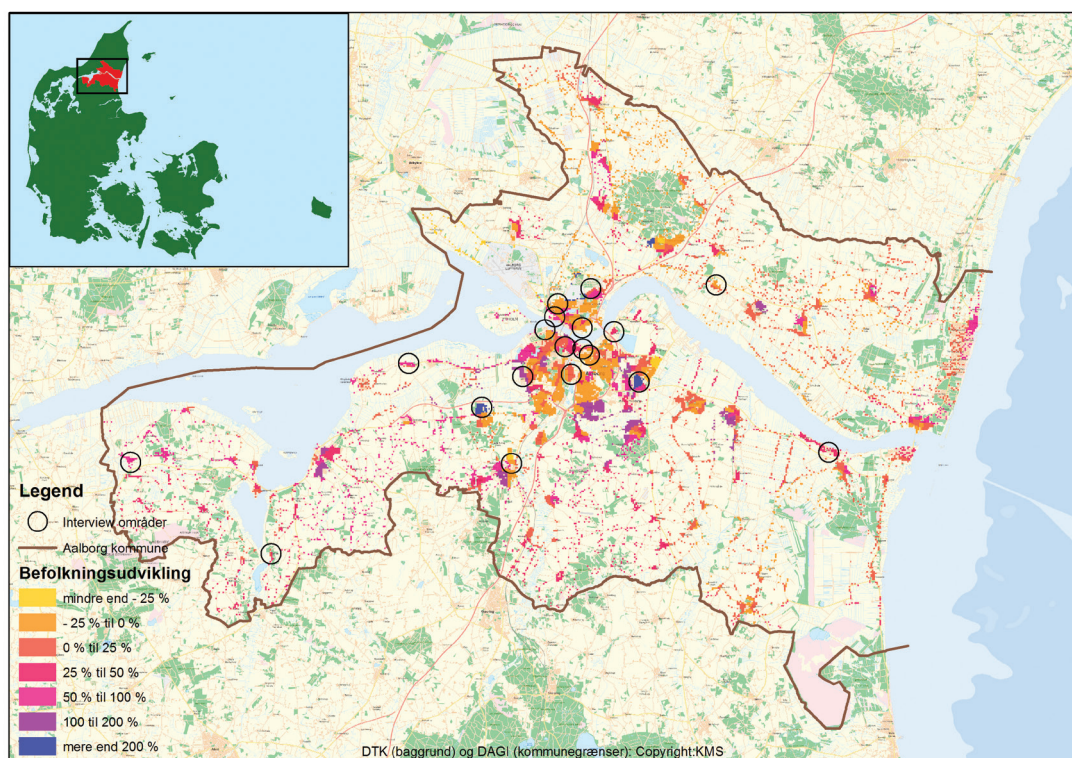 Legend
Interview områder
Aalborg kommune
Befolkningsudvikling
mindre end - 25 %
- 25 % til 0 %
0 % til 25 %
25 % til 50 %
50 % til 100 %
100 til 200 %
mere end 200 %
DTK (baggrund) og DAGI (kommunegrænser): Copyright:KMS